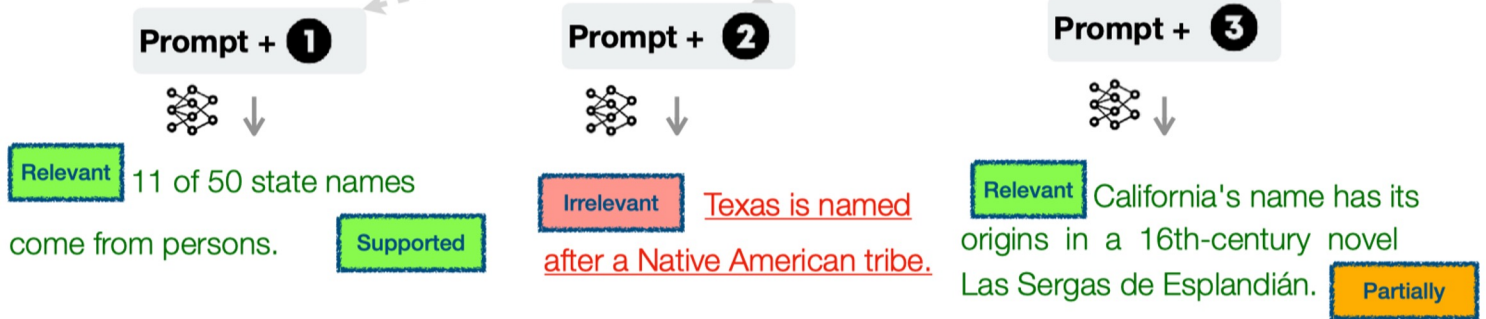 Prompt + 1
Relevant 11 of 50 state names
come from persons. Supported
Prompt + 2
Irrelevant Texas is named
after a Native American tribe.
Prompt + 3
Relevant California's name has its
origins in a 16th-century novel
Las Sergas de Esplandián. Partially